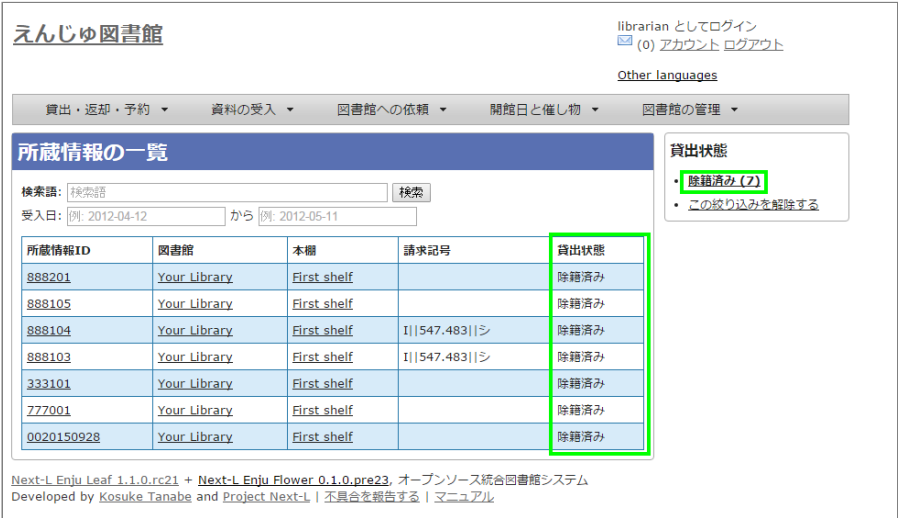 えんじゅ図書館
librarian としてログイン
(0) アカウント ログアウト
Other languages
貸出・返却・予約 ▼ 資料の受入 ▼ 図書館への依頼 ▼ 開館日と催し物 ▼ 図書館の管理 ▼
所蔵情報の一覧
検索語: 検索語 検索
受入日: 例: 2012-04-12 から 例: 2012-05-11
所蔵情報ID 図書館 本棚 請求記号 貸出状態
888201 Your Library First shelf 除籍済み
888105 Your Library First shelf 除籍済み
888104 Your Library First shelf I||547.483||シ 除籍済み
888103 Your Library First shelf I||547.483||シ 除籍済み
333101 Your Library First shelf 除籍済み
777001 Your Library First shelf 除籍済み
0020150928 Your Library First shelf 除籍済み
貸出状態
• 除籍済み (7)
• この絞り込みを解除する
Next-L Enju Leaf 1.1.0.rc21 + Next-L Enju Flower 0.1.0.pre23, オープンソース統合図書館システム
Developed by Kosuke Tanabe and Project Next-L | 不具合を報告する | マニュアル